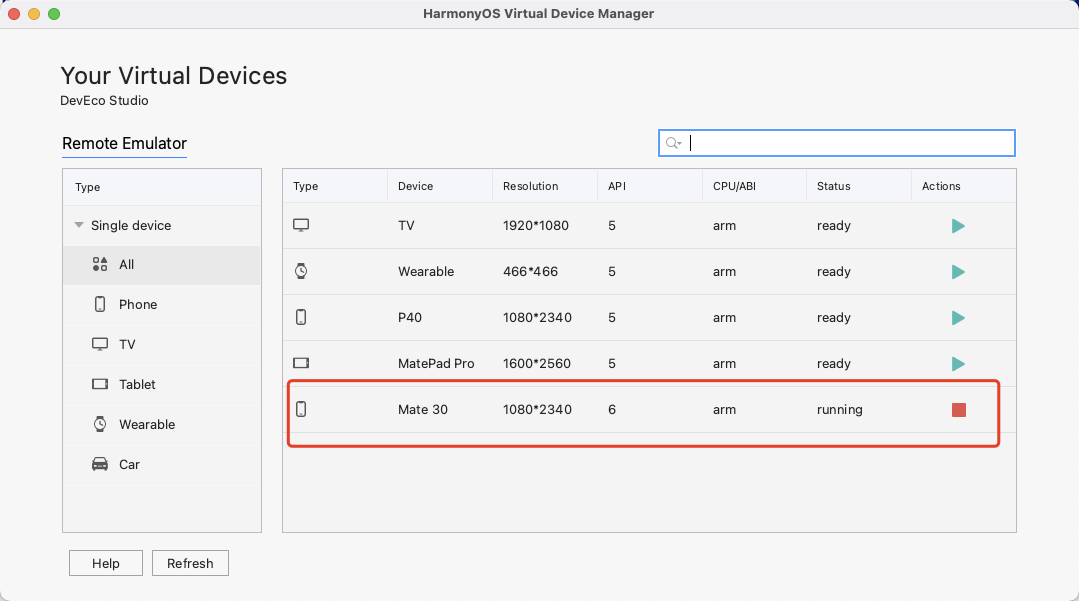 HarmonyOS Virtual Device Manager
Your Virtual Devices
DevEco Studio
Remote Emulator
Type
Single device
All
Phone
TV
Tablet
Wearable
Car
Type Device Resolution API CPU/ABI Status Actions
TV 1920*1080 5 arm ready
Wearable 466*466 5 arm ready
P40 1080*2340 5 arm ready
MatePad Pro 1600*2560 5 arm ready
Mate 30 1080*2340 6 arm running
Help Refresh